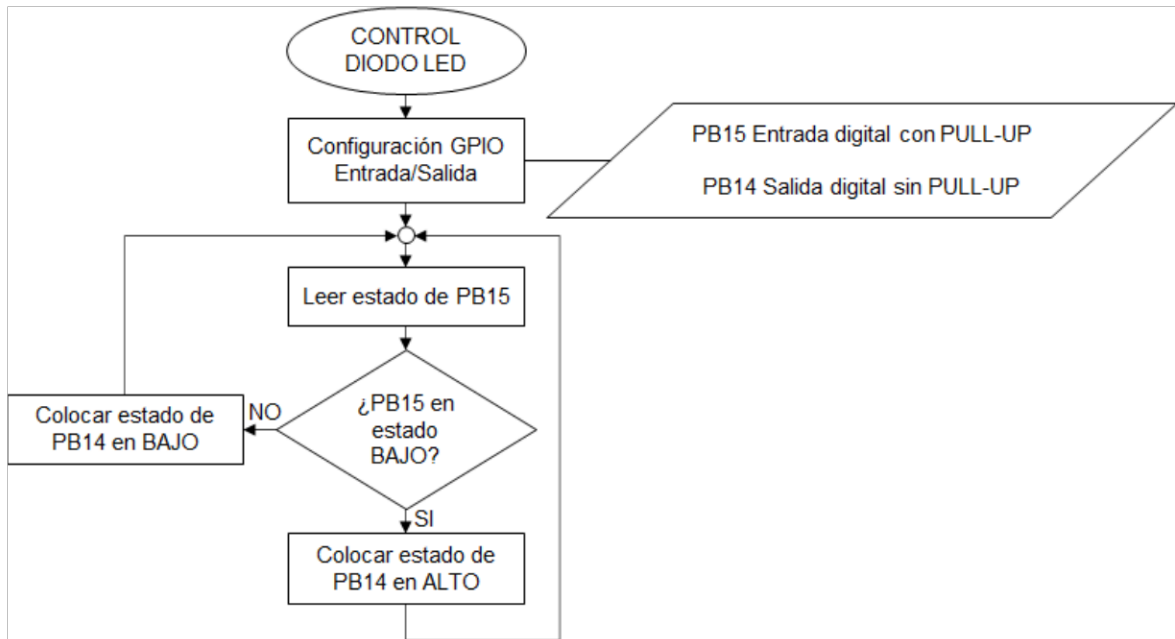 CONTROL
DIODO LED
Configuración GPIO
Entrada/Salida
PB15 Entrada digital con PULL-UP
PB14 Salida digital sin PULL-UP
Leer estado de PB15
¿PB15 en
estado
BAJO?
NO
Colocar estado de
PB14 en BAJO
SI
Colocar estado de
PB14 en ALTO